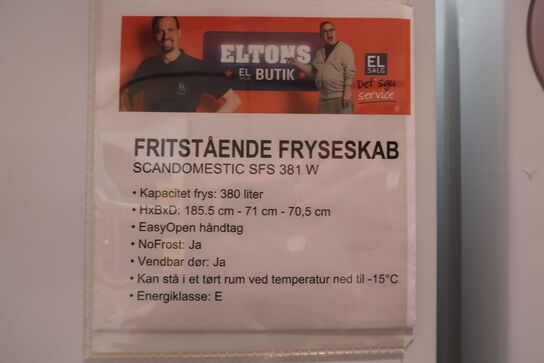 ELTONS
EL SALG BUTIK
EL
SALG
Det sgu
service
FRITSTÅENDE FRYSESKAB
SCANDOMESTIC SFS 381 W
• Kapacitet frys: 380 liter
• HxBxD: 185.5 cm - 71 cm - 70,5 cm
• EasyOpen håndtag
• NoFrost: Ja
• Vendbar dør: Ja
• Kan stå i et tørt rum ved temperatur ned til -15°C
• Energiklasse: E